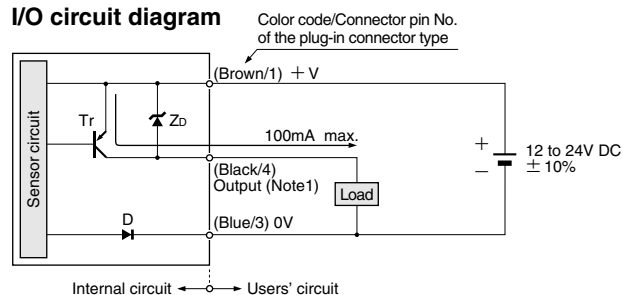 I/O circuit diagram
Color code/Connector pin No.
of the plug-in connector type
(Brown/1) +V
Sensor circuit
Tr
ZD
100mA max.
+
12 to 24V DC
−
±10%
(Black/4)
Output (Note1)
Load
D
(Blue/3) 0V
Internal circuit
Users' circuit